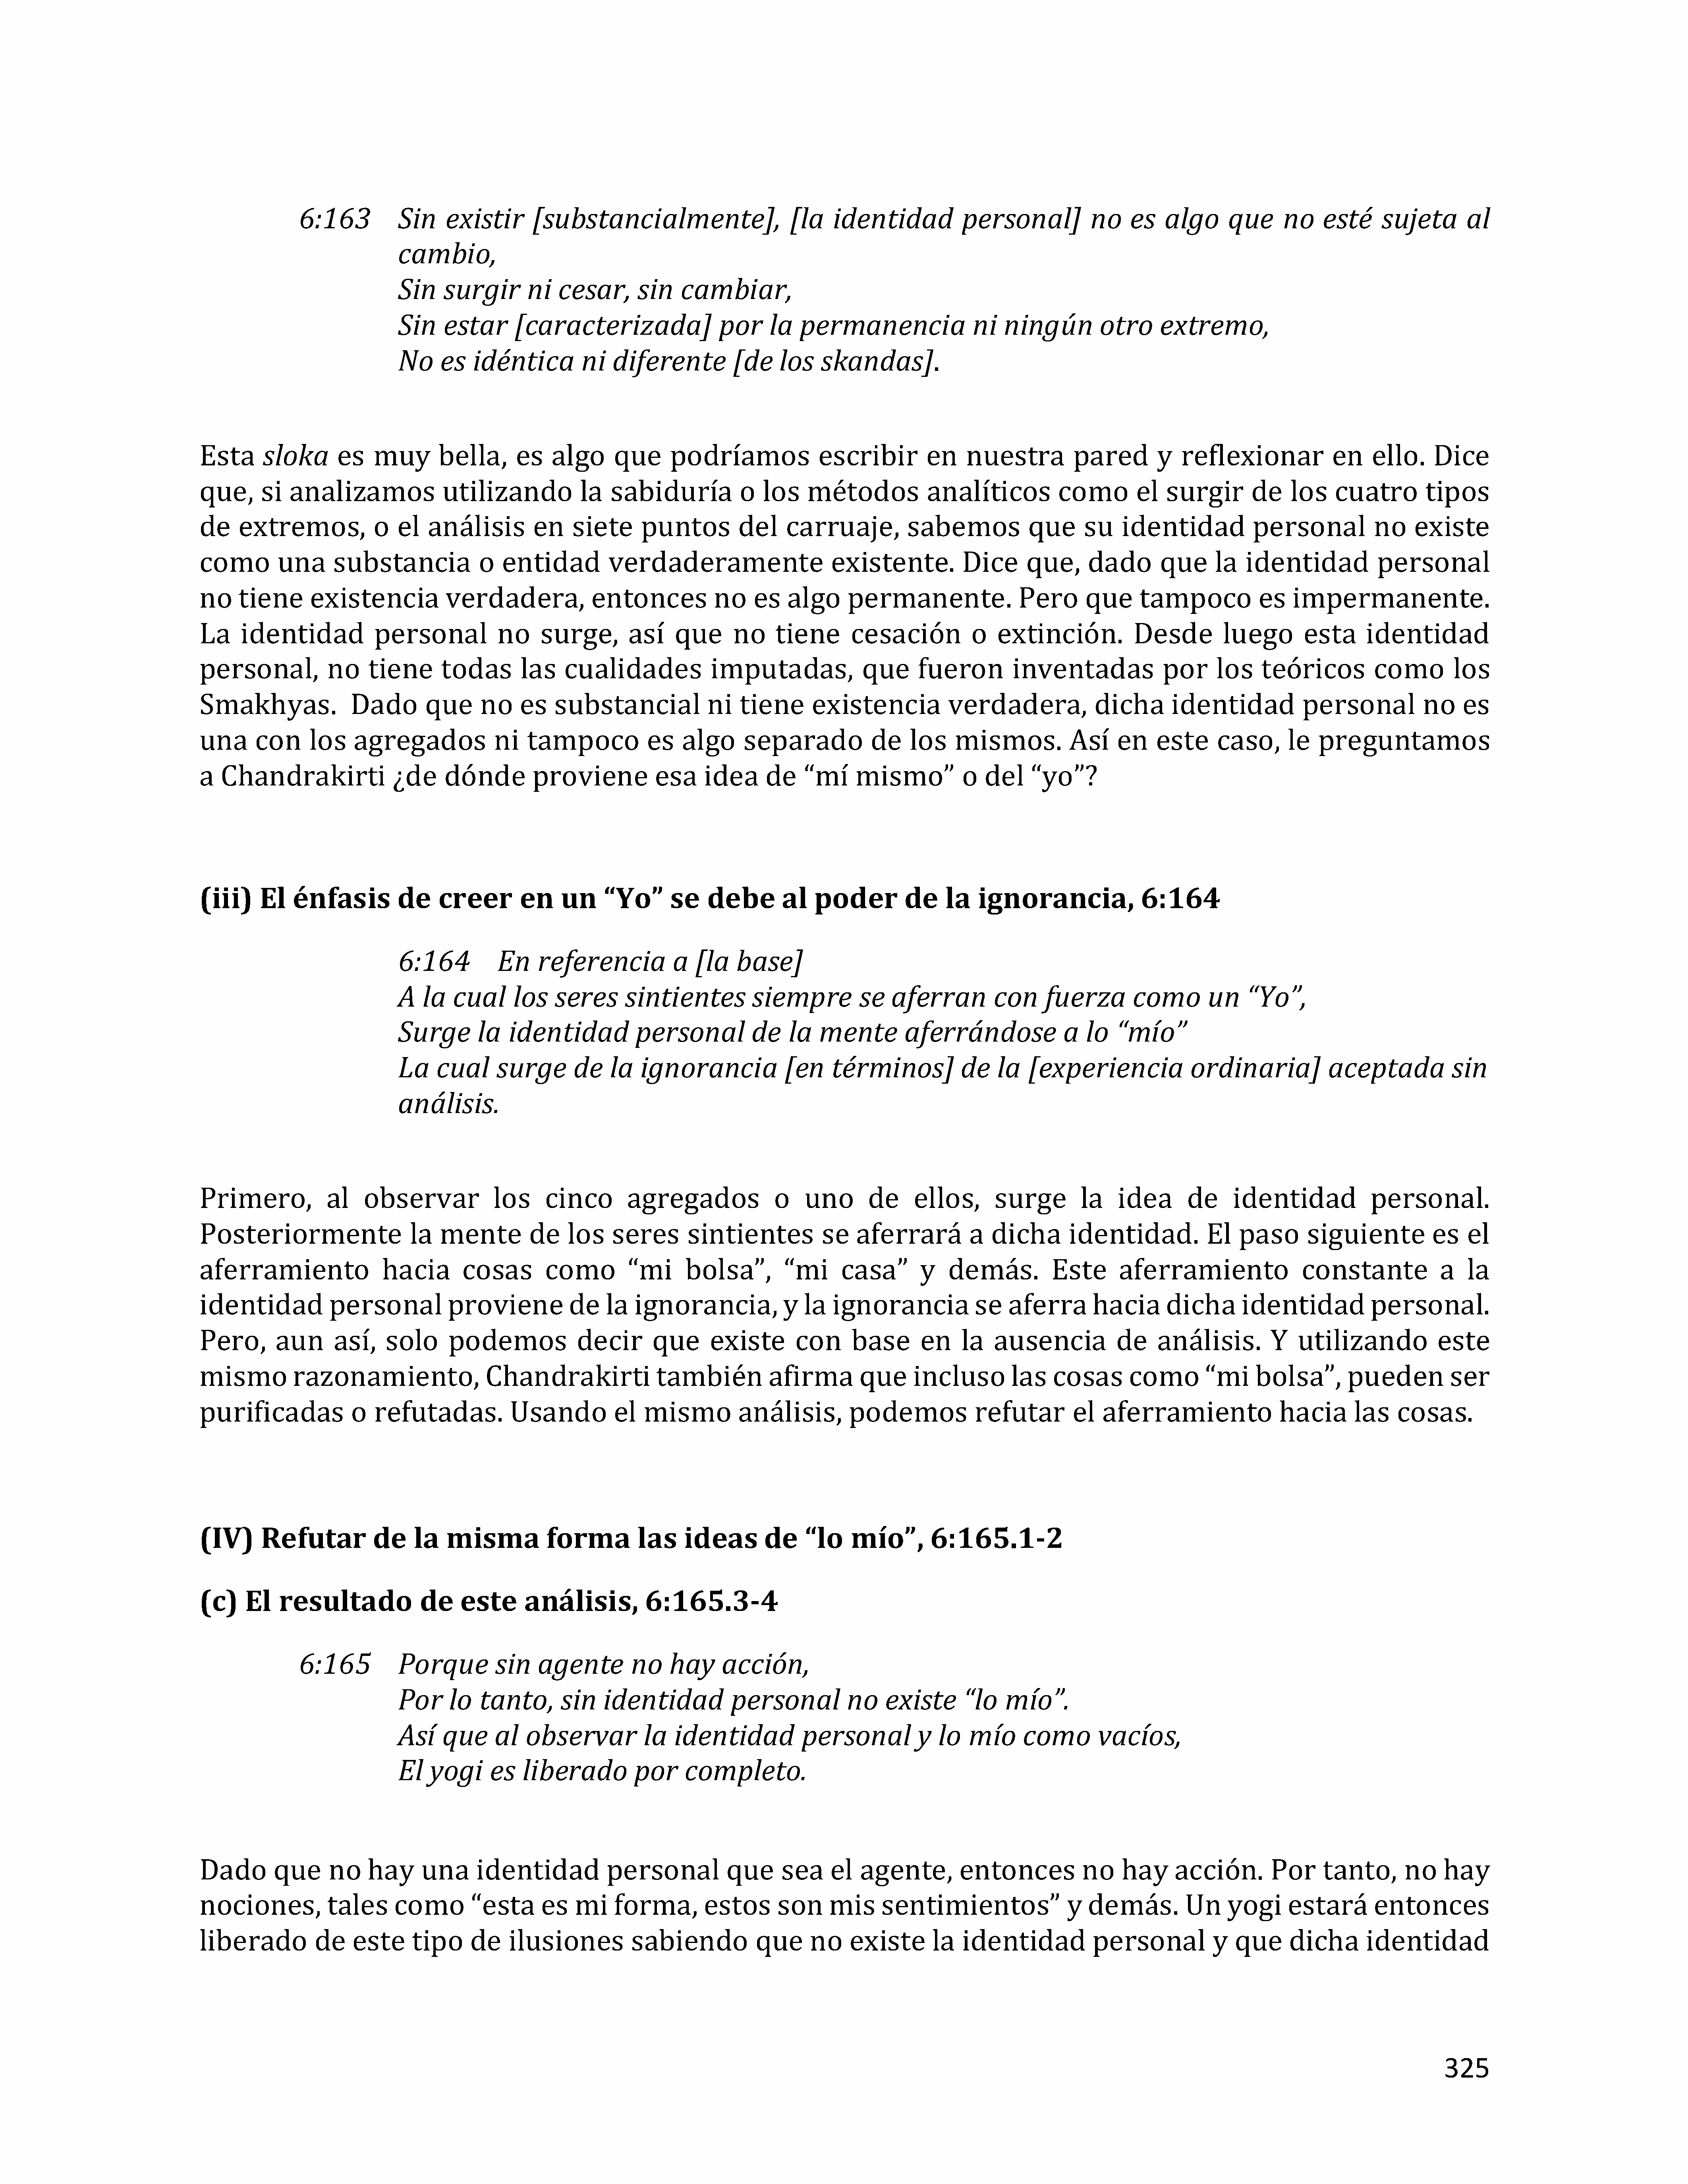 6:163 Sin existir [substancialmente], [la identidad personal] no es algo que no esté sujeta al
cambio,
Sin surgir ni cesar, sin cambiar,
Sin estar [caracterizada] por la permanencia ni ningún otro extremo,
No es idéntica ni diferente [de los skandas].
Esta sloka es muy bella, es algo que podríamos escribir en nuestra pared y reflexionar en ello. Dice
que, si analizamos utilizando la sabiduría o los métodos analíticos como el surgir de los cuatro tipos
de extremos, o el análisis en siete puntos del carruaje, sabemos que su identidad personal no existe
como una substancia o entidad verdaderamente existente. Dice que, dado que la identidad personal
no tiene existencia verdadera, entonces no es algo permanente. Pero que tampoco es impermanente.
La identidad personal no surge, así que no tiene cesación o extinción. Desde luego esta identidad
personal, no tiene todas las cualidades imputadas, que fueron inventadas por los teóricos como los
Smakhyas. Dado que no es substancial ni tiene existencia verdadera, dicha identidad personal no es
una con los agregados ni tampoco es algo separado de los mismos. Así en este caso, le preguntamos
a Chandrakirti ¿de dónde proviene esa idea de “mí mismo” o del “yo”?
(iii) El énfasis de creer en un “Yo” se debe al poder de la ignorancia, 6:164
6:164 En referencia a [la base]
A la cual los seres sintientes siempre se aferran con fuerza como un “Yo”,
Surge la identidad personal de la mente aferrándose a lo “mío”
La cual surge de la ignorancia [en términos] de la [experiencia ordinaria] aceptada sin
análisis.
Primero, al observar los cinco agregados o uno de ellos, surge la idea de identidad personal.
Posteriormente la mente de los seres sintientes se aferrará a dicha identidad. El paso siguiente es el
aferramiento hacia cosas como “mi bolsa”, “mi casa” y demás. Este aferramiento constante a la
identidad personal proviene de la ignorancia, y la ignorancia se aferra hacia dicha identidad personal.
Pero, aun así, solo podemos decir que existe con base en la ausencia de análisis. Y utilizando este
mismo razonamiento, Chandrakirti también afirma que incluso las cosas como “mi bolsa”, pueden ser
purificadas o refutadas. Usando el mismo análisis, podemos refutar el aferramiento hacia las cosas.
(IV) Refutar de la misma forma las ideas de “lo mío”, 6:165.1-2
(c) El resultado de este análisis, 6:165.3-4
6:165 Porque sin agente no hay acción,
Por lo tanto, sin identidad personal no existe “lo mío”.
Así que al observar la identidad personal y lo mío como vacíos,
El yogi es liberado por completo.
Dado que no hay una identidad personal que sea el agente, entonces no hay acción. Por tanto, no hay
nociones, tales como “esta es mi forma, estos son mis sentimientos” y demás. Un yogi estará entonces
liberado de este tipo de ilusiones sabiendo que no existe la identidad personal y que dicha identidad
325